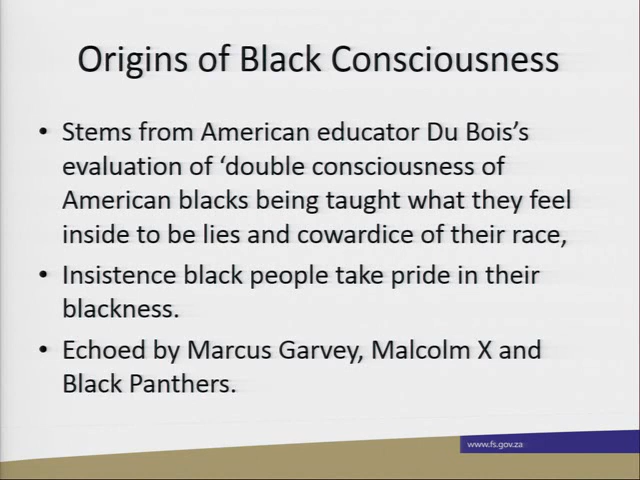 Origins of Black Consciousness
• Stems from American educator Du Bois’s
evaluation of ‘double consciousness of
American blacks being taught what they feel
inside to be lies and cowardice of their race,
• Insistence black people take pride in their
blackness.
• Echoed by Marcus Garvey, Malcolm X and
Black Panthers.
www.fs.gov.za